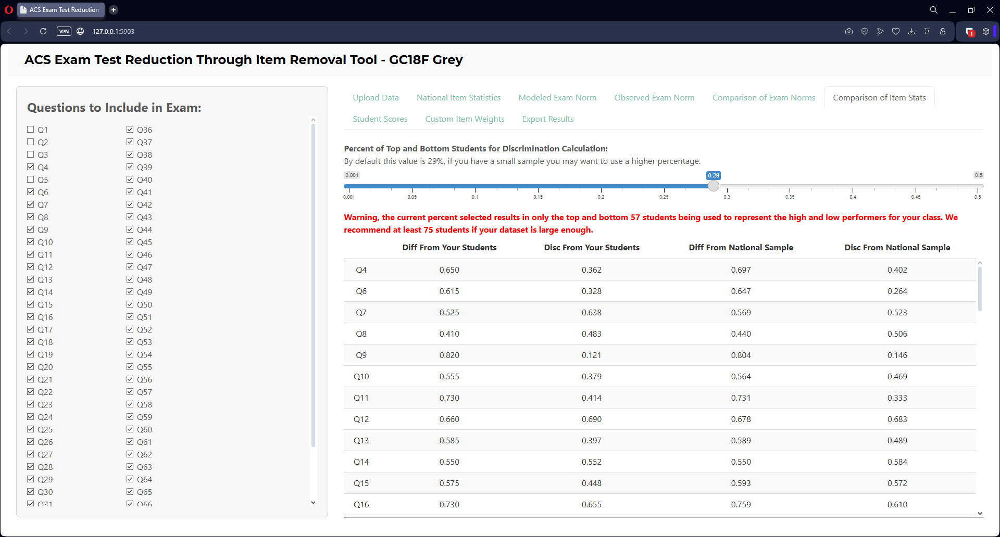 ACS Exam Test Reduction
VPN
127.0.0.1:5903
ACS Exam Test Reduction Through Item Removal Tool - GC18F Grey
Questions to Include in Exam:
Q1 Q36
Q2 Q37
Q3 Q38
Q4 Q39
Q5 Q40
Q6 Q41
Q7 Q42
Q8 Q43
Q9 Q44
Q10 Q45
Q11 Q46
Q12 Q47
Q13 Q48
Q14 Q49
Q15 Q50
Q16 Q51
Q17 Q52
Q18 Q53
Q19 Q54
Q20 Q55
Q21 Q56
Q22 Q57
Q23 Q58
Q24 Q59
Q25 Q60
Q26 Q61
Q27 Q62
Q28 Q63
Q29 Q64
Q30 Q65
Q31 Q66
Upload Data National Item Statistics Modeled Exam Norm Observed Exam Norm Comparison of Exam Norms Comparison of Item Stats
Student Scores Custom Item Weights Export Results
Percent of Top and Bottom Students for Discrimination Calculation:
By default this value is 29%, if you have a small sample you may want to use a higher percentage.
0.001 0.29 0.5
0.001 0.05 0.1 0.15 0.2 0.25 0.3 0.35 0.4 0.45 0.5
Warning, the current percent selected results in only the top and bottom 57 students being used to represent the high and low performers for your class. We
recommend at least 75 students if your dataset is large enough.
Diff From Your Students Disc From Your Students Diff From National Sample Disc From National Sample
Q4 0.650 0.362 0.697 0.402
Q6 0.615 0.328 0.647 0.264
Q7 0.525 0.638 0.569 0.523
Q8 0.410 0.483 0.440 0.506
Q9 0.820 0.121 0.804 0.146
Q10 0.555 0.379 0.564 0.469
Q11 0.730 0.414 0.731 0.333
Q12 0.660 0.690 0.678 0.683
Q13 0.585 0.397 0.589 0.489
Q14 0.550 0.552 0.550 0.584
Q15 0.575 0.448 0.593 0.572
Q16 0.730 0.655 0.759 0.610